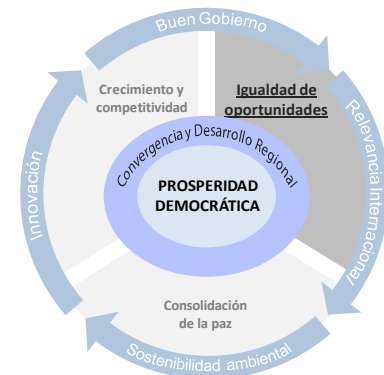 Buen Gobierno
Crecimiento y
competitividad
Igualdad de
oportunidades
Relevancia Internacional
Innovación
Convergencia y Desarrollo Regional
PROSPERIDAD
DEMOCRÁTICA
Consolidación
de la paz
Sostenibilidad ambiental